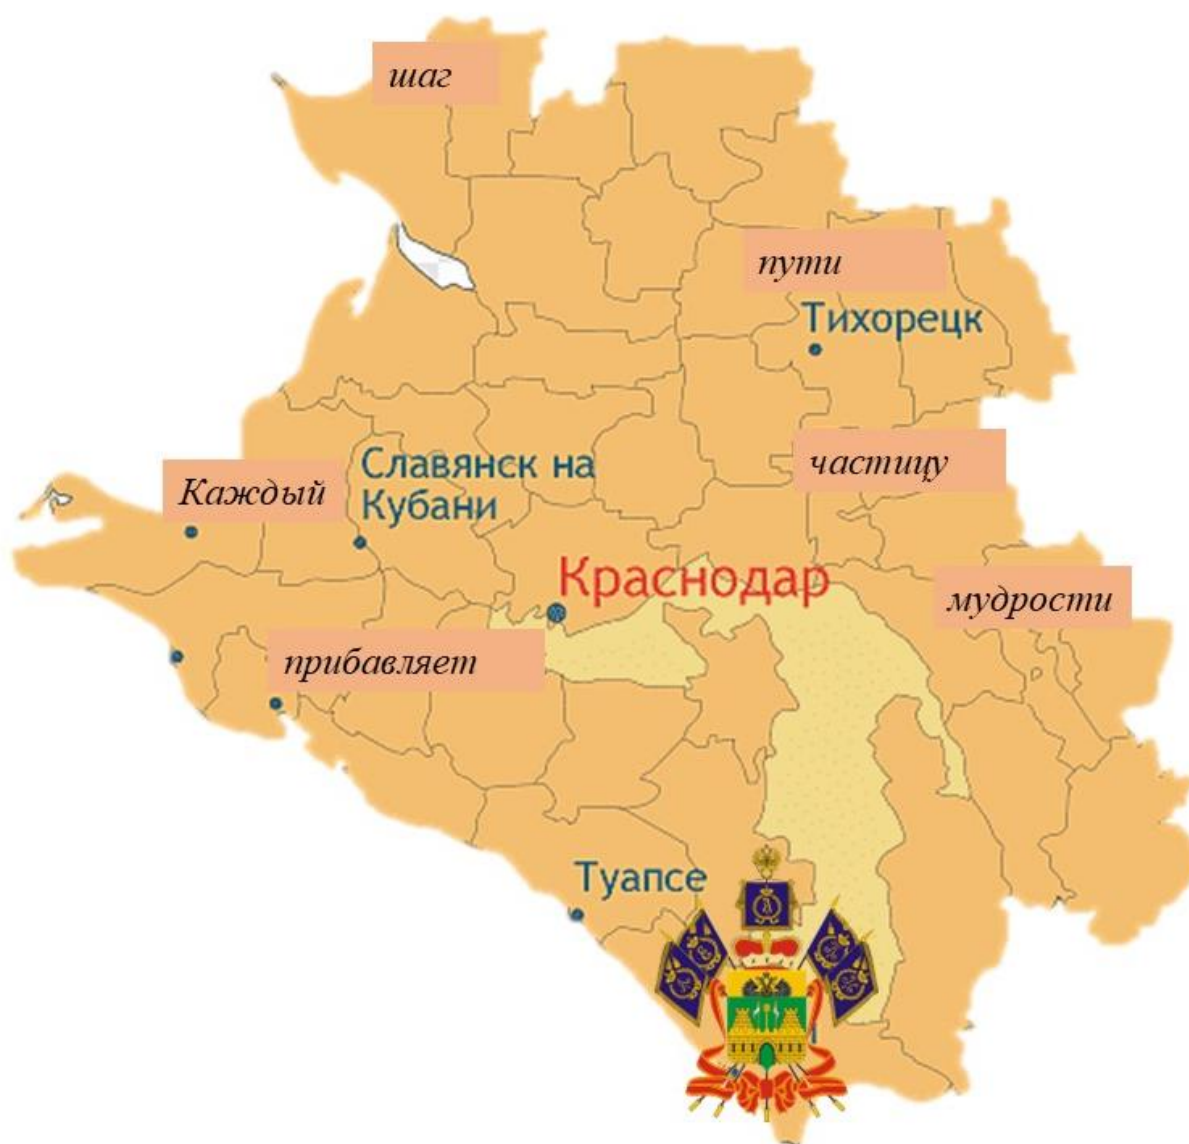 шаг
пути
Тихорецк
частицу
Каждый
Славянск на
Кубани
Краснодар
мудрости
прибавляет
Туапсе